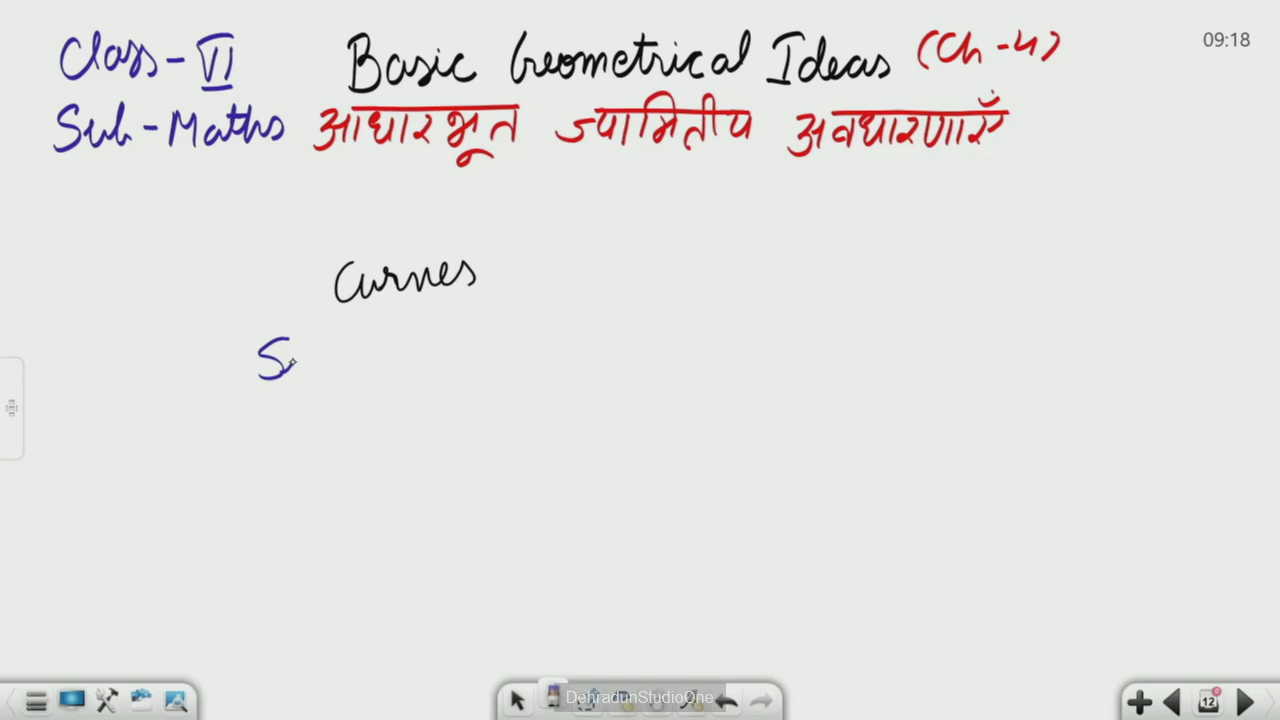 Class-VI Basic Geometrical Ideas (Ch-4) 09:18
Sub-Maths आधारभूत ज्यामितीय अवधारणाएँ
Curves
S
12
DehradunStudioOne